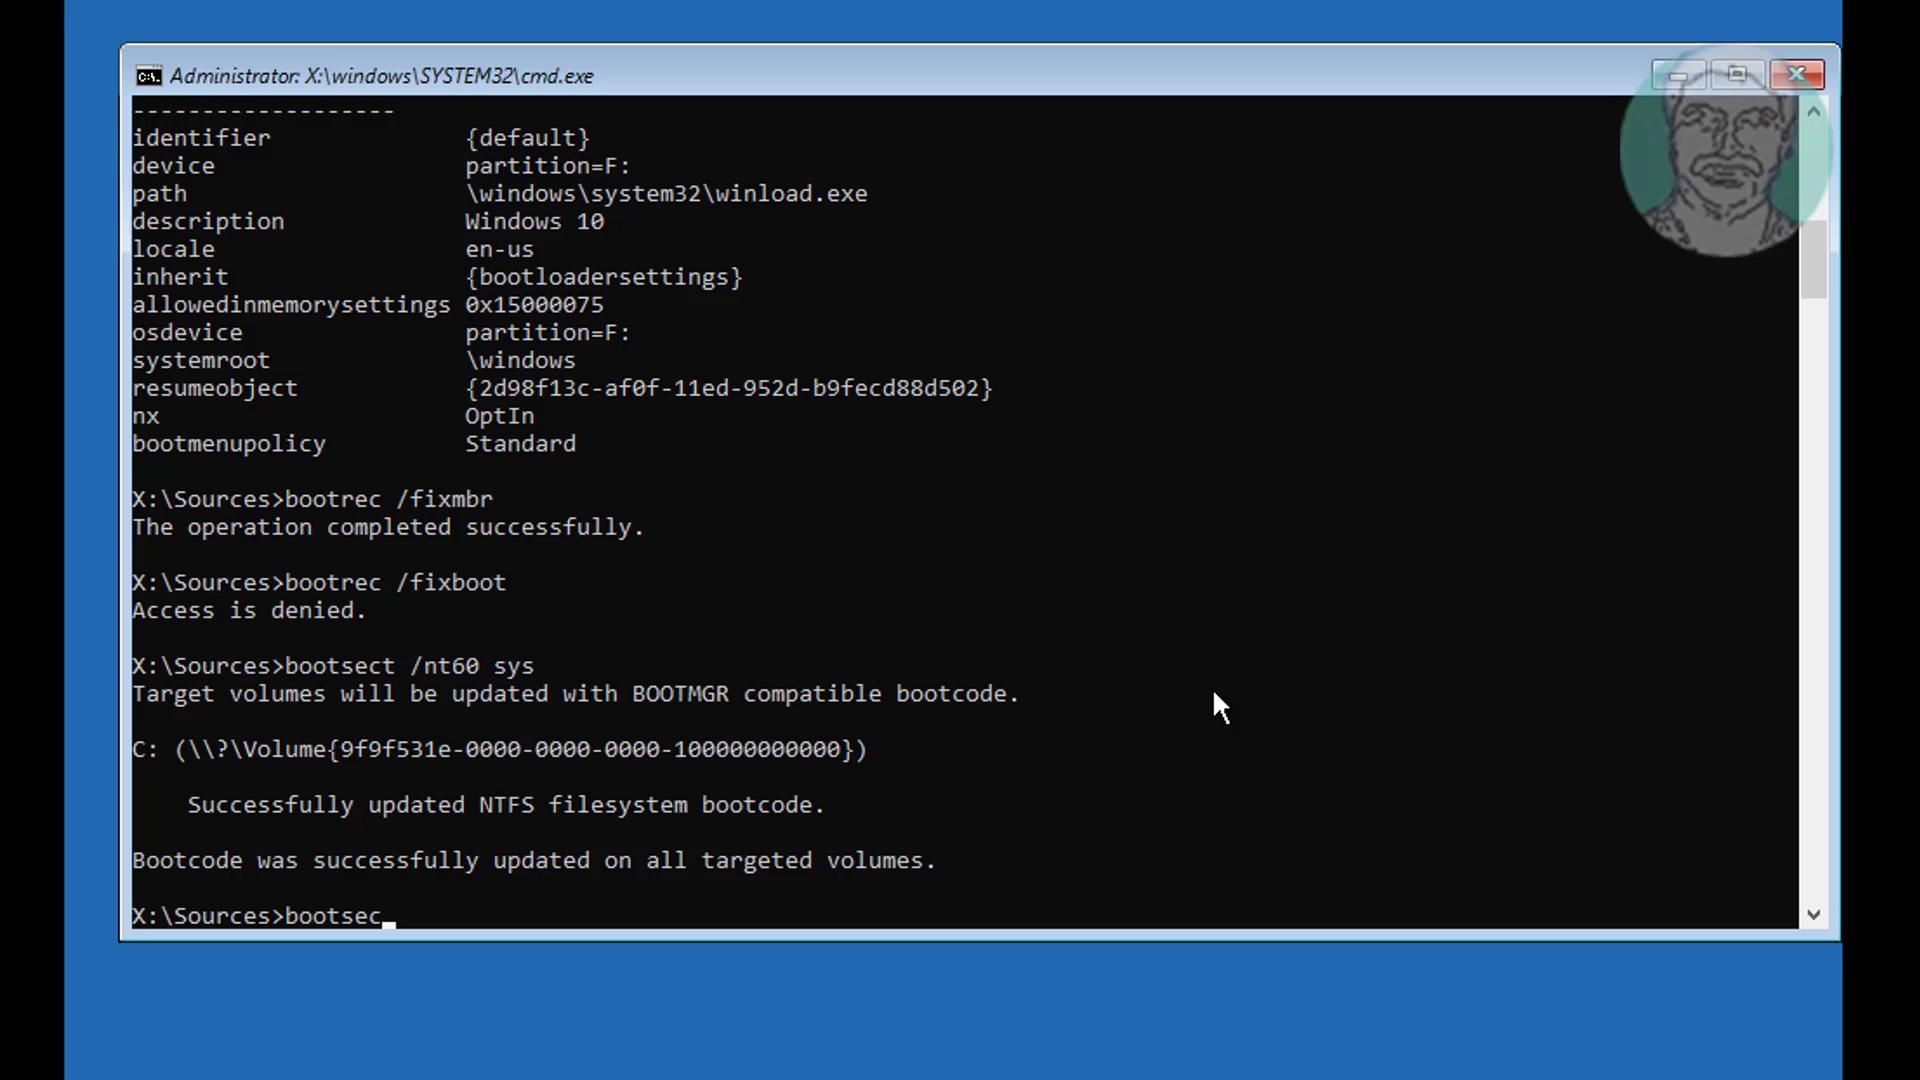 Administrator: X:\windows\SYSTEM32\cmd.exe
-------------------
identifier {default}
device partition=F:
path \windows\system32\winload.exe
description Windows 10
locale en-us
inherit {bootloadersettings}
allowedinmemorysettings 0x15000075
osdevice partition=F:
systemroot \windows
resumeobject {2d98f13c-af0f-11ed-952d-b9fecd88d502}
nx OptIn
bootmenupolicy Standard
X:\Sources>bootrec /fixmbr
The operation completed successfully.
X:\Sources>bootrec /fixboot
Access is denied.
X:\Sources>bootsect /nt60 sys
Target volumes will be updated with BOOTMGR compatible bootcode.
C: (\\?\Volume{9f9f531e-0000-0000-0000-100000000000})
Successfully updated NTFS filesystem bootcode.
Bootcode was successfully updated on all targeted volumes.
X:\Sources>bootsec_